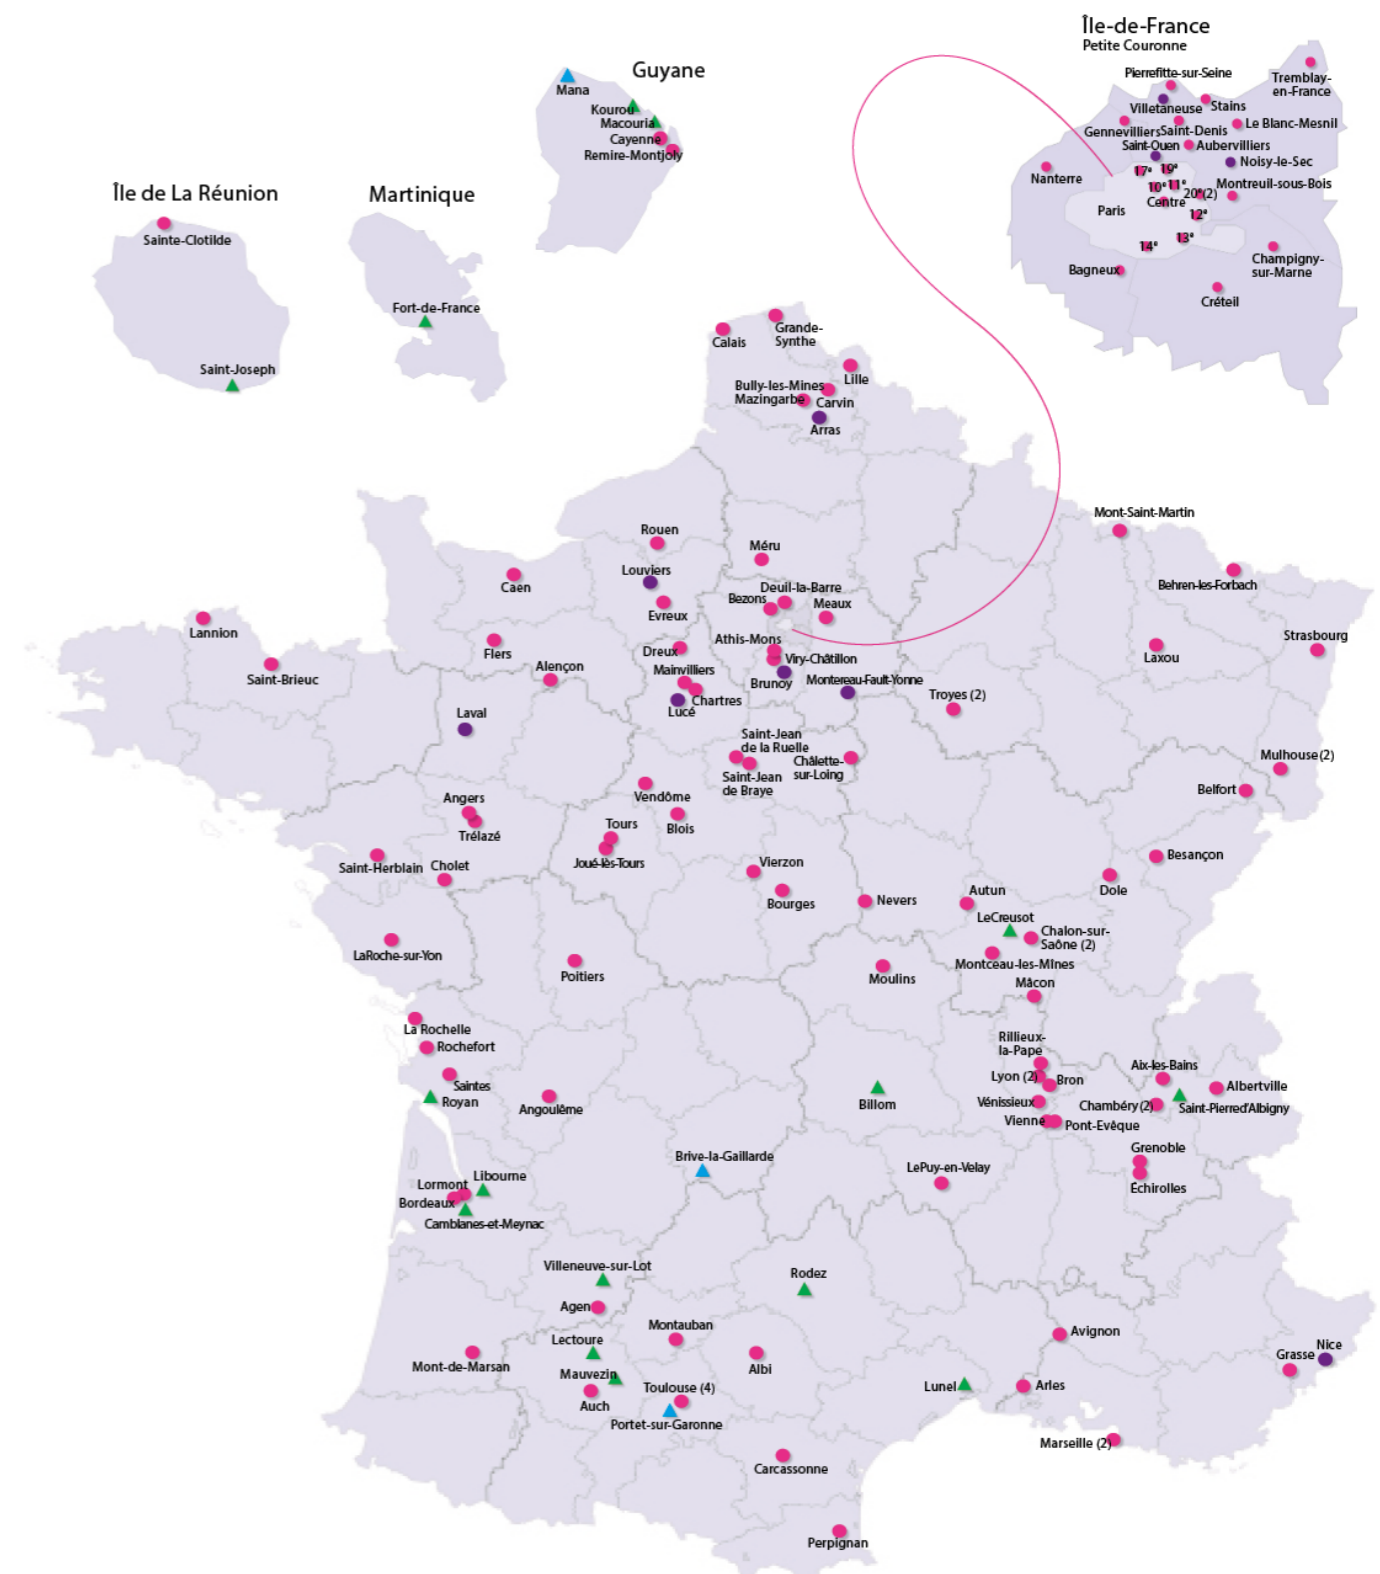 Île-de-France
Petite Couronne
Guyane
Mana
Kourou
Macouria
Cayenne
Remire-Montjoly
Île de La Réunion
Sainte-Clotilde
Saint-Joseph
Martinique
Fort-de-France
Pierrefitte-sur-Seine
Tremblay-
en-France
Villetaneuse
Stains
Gennevilliers
Saint-Denis
Le Blanc-Mesnil
Saint-Ouen
Aubervilliers
Noisy-le-Sec
Nanterre
17e
19e
10e
11e
20e(2)
Montreuil-sous-Bois
Centre
Paris
12e
13e
14e
Bagneux
Champigny-
sur-Marne
Créteil
Calais
Grande-
Synthe
Lille
Bully-les-Mines
Mazingarbe
Carvin
Arras
Rouen
Méru
Mont-Saint-Martin
Louviers
Caen
Deuil-la-Barre
Bezons
Meaux
Behren-les-Forbach
Evreux
Lannion
Flers
Dreux
Athis-Mons
Strasbourg
Laxou
Saint-Brieuc
Alençon
Mainvilliers
Viry-Châtillon
Brunoy
Montereau-Fault-Yonne
Chartres
Lucé
Troyes (2)
Laval
Saint-Jean
de la Ruelle
Châlette-
sur-Loing
Saint-Jean
de Braye
Mulhouse(2)
Belfort
Angers
Trélazé
Vendôme
Blois
Tours
Joué-lès-Tours
Saint-Herblain
Cholet
Vierzon
Bourges
Nevers
Besançon
Dole
Autun
LeCreusot
Chalon-sur-
Saône (2)
Montceau-les-Mînes
LaRoche-sur-Yon
Poitiers
Moulins
Mâcon
La Rochelle
Rochefort
Rillieux-
la-Pape
Lyon (2)
Bron
Aix-les-Bains
Albertville
Saintes
Royan
Angoulême
Billom
Vénissieux
Chambéry(2)
Saint-Pierred'Albigny
Vienne
Pont-Evêque
Brive-la-Gaillarde
LePuy-en-Velay
Grenoble
Échirolles
Libourne
Lormont
Bordeaux
Camblanes-et-Meynac
Villeneuve-sur-Lot
Rodez
Agen
Montauban
Avignon
Lectoure
Mont-de-Marsan
Albi
Nice
Grasse
Mauvezin
Auch
Toulouse (4)
Portet-sur-Garonne
Lunel
Arles
Marseille (2)
Carcassonne
Perpignan